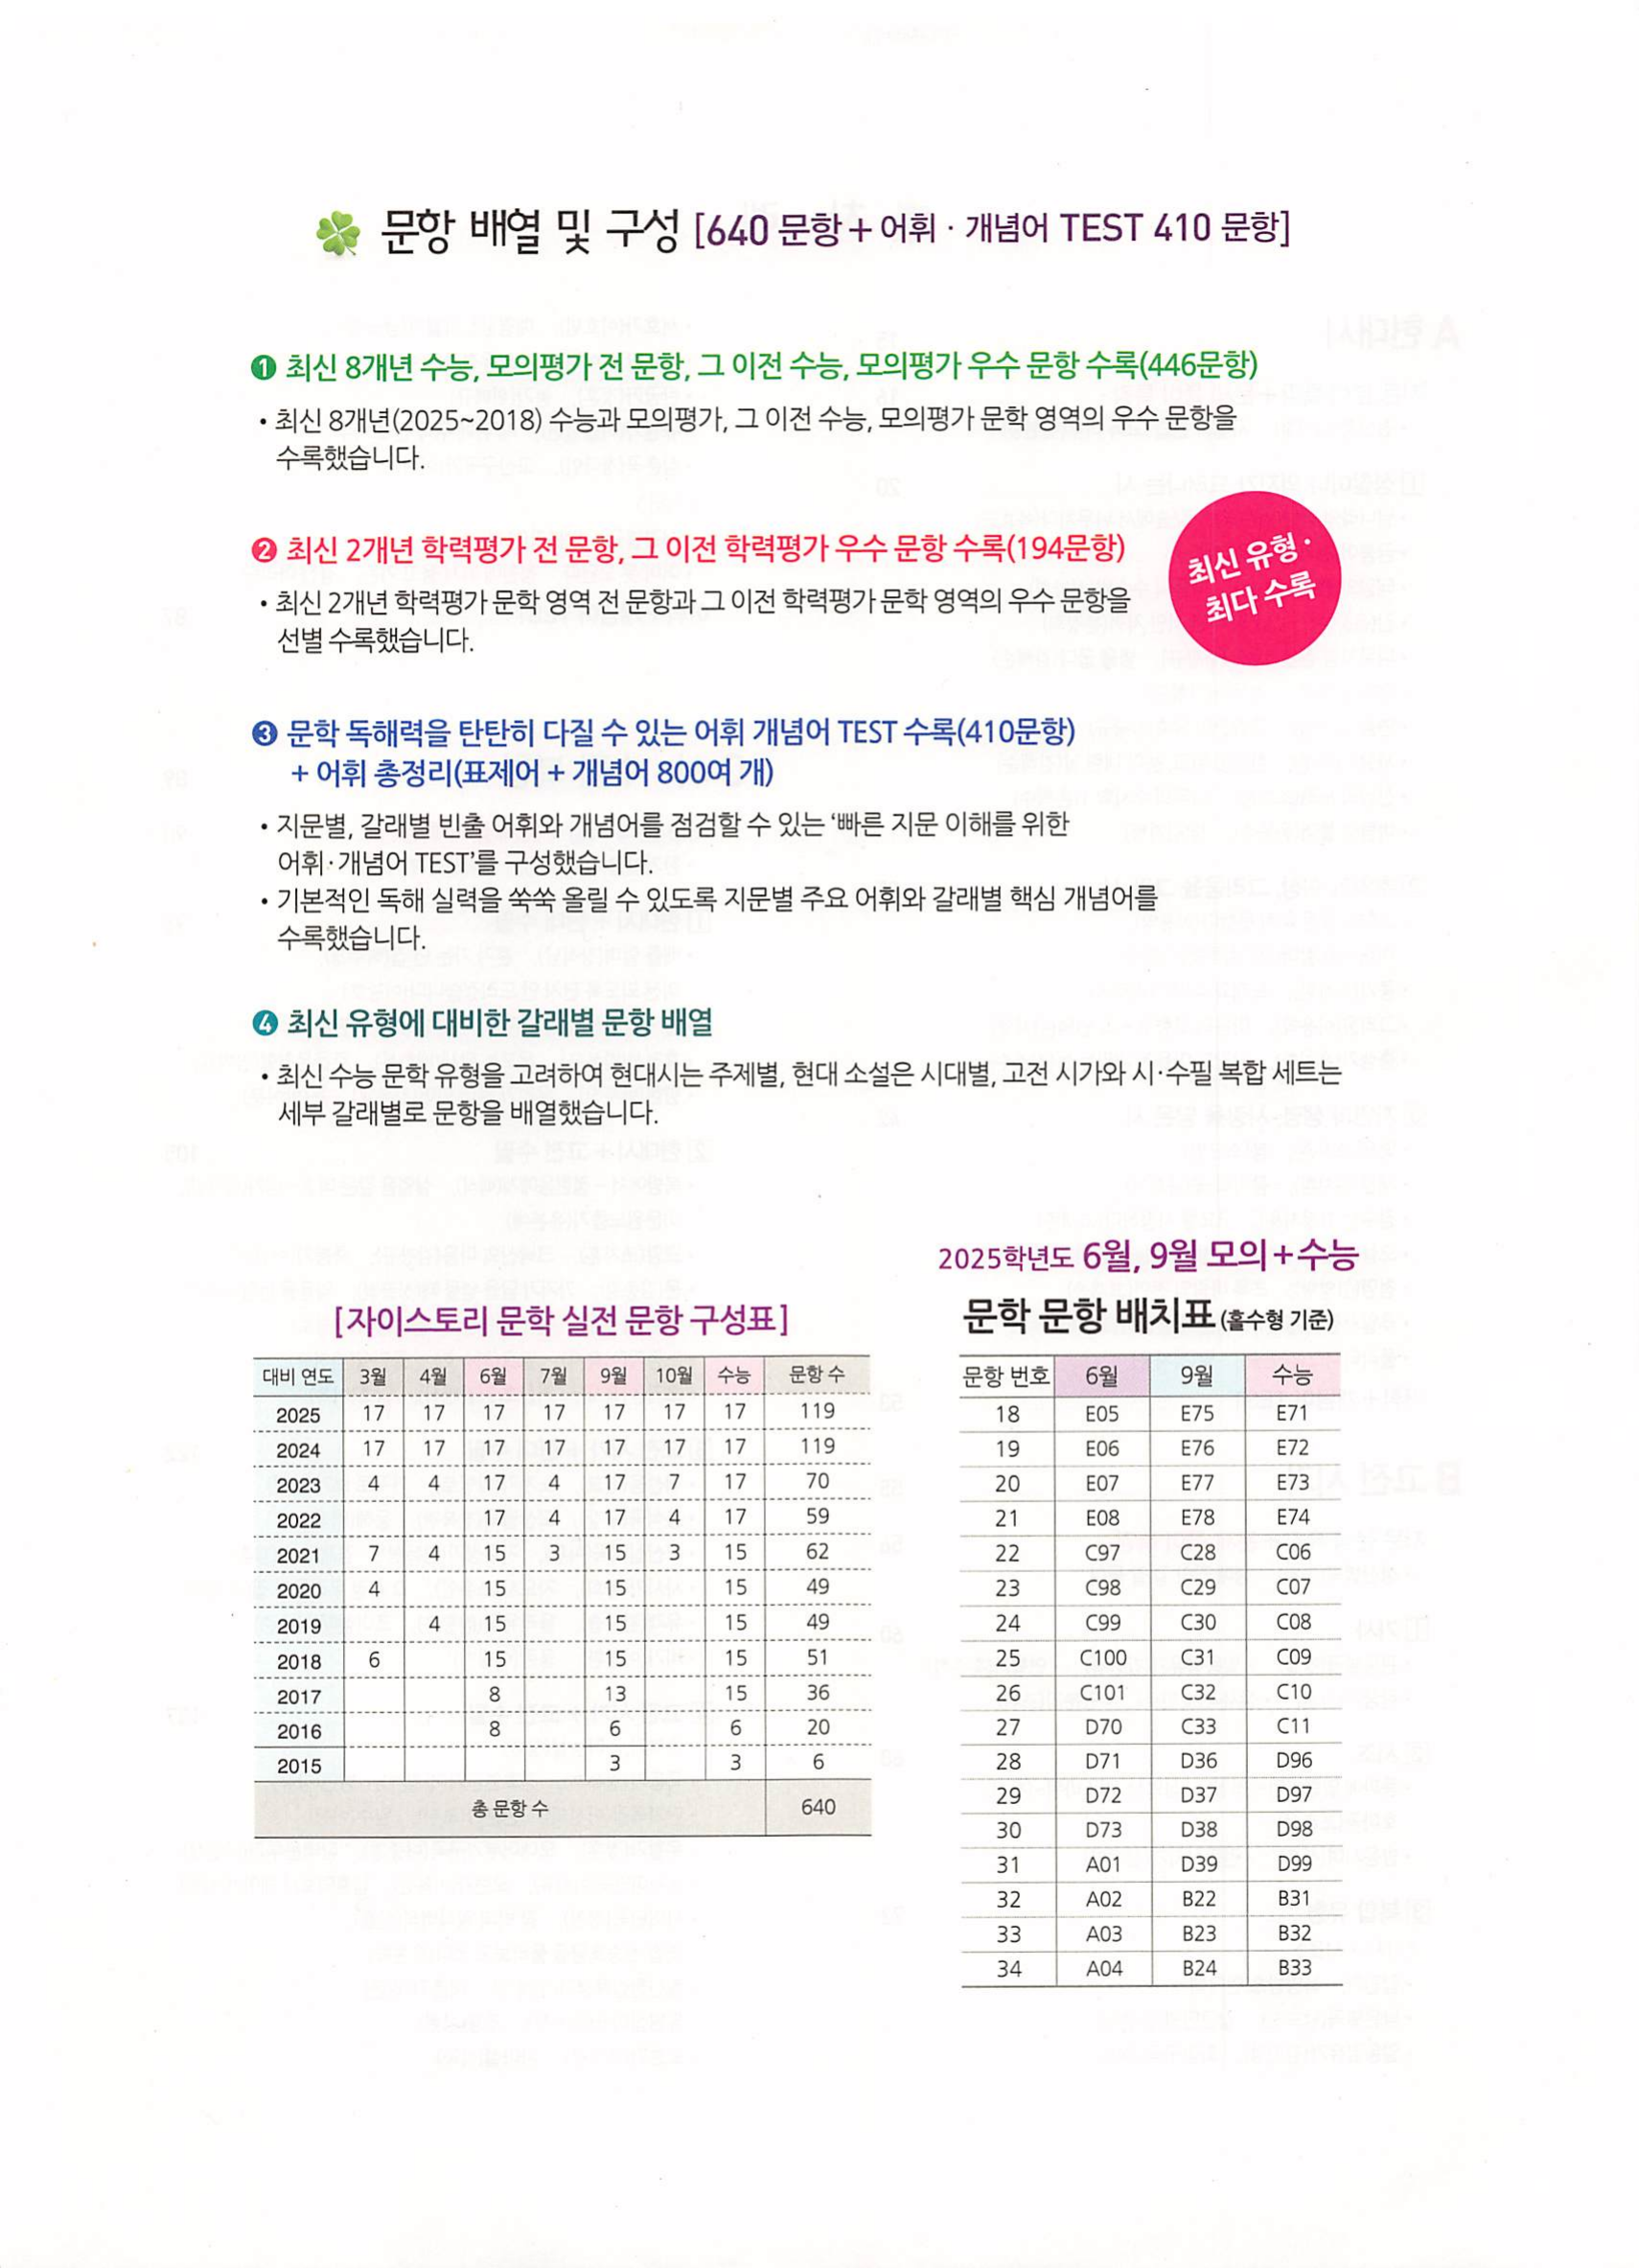 문항 배열 및 구성 [640 문항 + 어휘 · 개념어 TEST 410 문항]
❶ 최신 8개년 수능, 모의평가 전 문항, 그 이전 수능, 모의평가 우수 문항 수록(446문항)
• 최신 8개년(2025~2018) 수능과 모의평가, 그 이전 수능, 모의평가 문학 영역의 우수 문항을
수록했습니다.
❷ 최신 2개년 학력평가 전 문항, 그 이전 학력평가 우수 문항 수록(194문항)
• 최신 2개년 학력평가 문학 영역 전 문항과 그 이전 학력평가 문학 영역의 우수 문항을
선별 수록했습니다.
최신 유형 ·
최다 수록
❸ 문학 독해력을 탄탄히 다질 수 있는 어휘 개념어 TEST 수록(410문항)
+ 어휘 총정리(표제어 + 개념어 800여 개)
• 지문별, 갈래별 빈출 어휘와 개념어를 점검할 수 있는 ‘빠른 지문 이해를 위한
어휘·개념어 TEST’를 구성했습니다.
• 기본적인 독해 실력을 쑥쑥 올릴 수 있도록 지문별 주요 어휘와 갈래별 핵심 개념어를
수록했습니다.
❹ 최신 유형에 대비한 갈래별 문항 배열
• 최신 수능 문학 유형을 고려하여 현대시는 주제별, 현대 소설은 시대별, 고전 시가와 시·수필 복합 세트는
세부 갈래별로 문항을 배열했습니다.
[자이스토리 문학 실전 문항 구성표]
대비 연도 3월 4월 6월 7월 9월 10월 수능 문항 수
2025 17 17 17 17 17 17 17 119
2024 17 17 17 17 17 17 17 119
2023 4 4 17 4 17 7 17 70
2022 17 4 17 4 17 59
2021 7 4 15 3 15 3 15 62
2020 4 15 15 15 49
2019 4 15 15 15 49
2018 6 15 15 15 51
2017 8 13 15 36
2016 8 6 6 20
2015 3 3 6
총 문항 수 640
2025학년도 6월, 9월 모의+수능
문학 문항 배치표 (홀수형 기준)
문항 번호 6월 9월 수능
18 E05 E75 E71
19 E06 E76 E72
20 E07 E77 E73
21 E08 E78 E74
22 C97 C28 C06
23 C98 C29 C07
24 C99 C30 C08
25 C100 C31 C09
26 C101 C32 C10
27 D70 C33 C11
28 D71 D36 D96
29 D72 D37 D97
30 D73 D38 D98
31 A01 D39 D99
32 A02 B22 B31
33 A03 B23 B32
34 A04 B24 B33